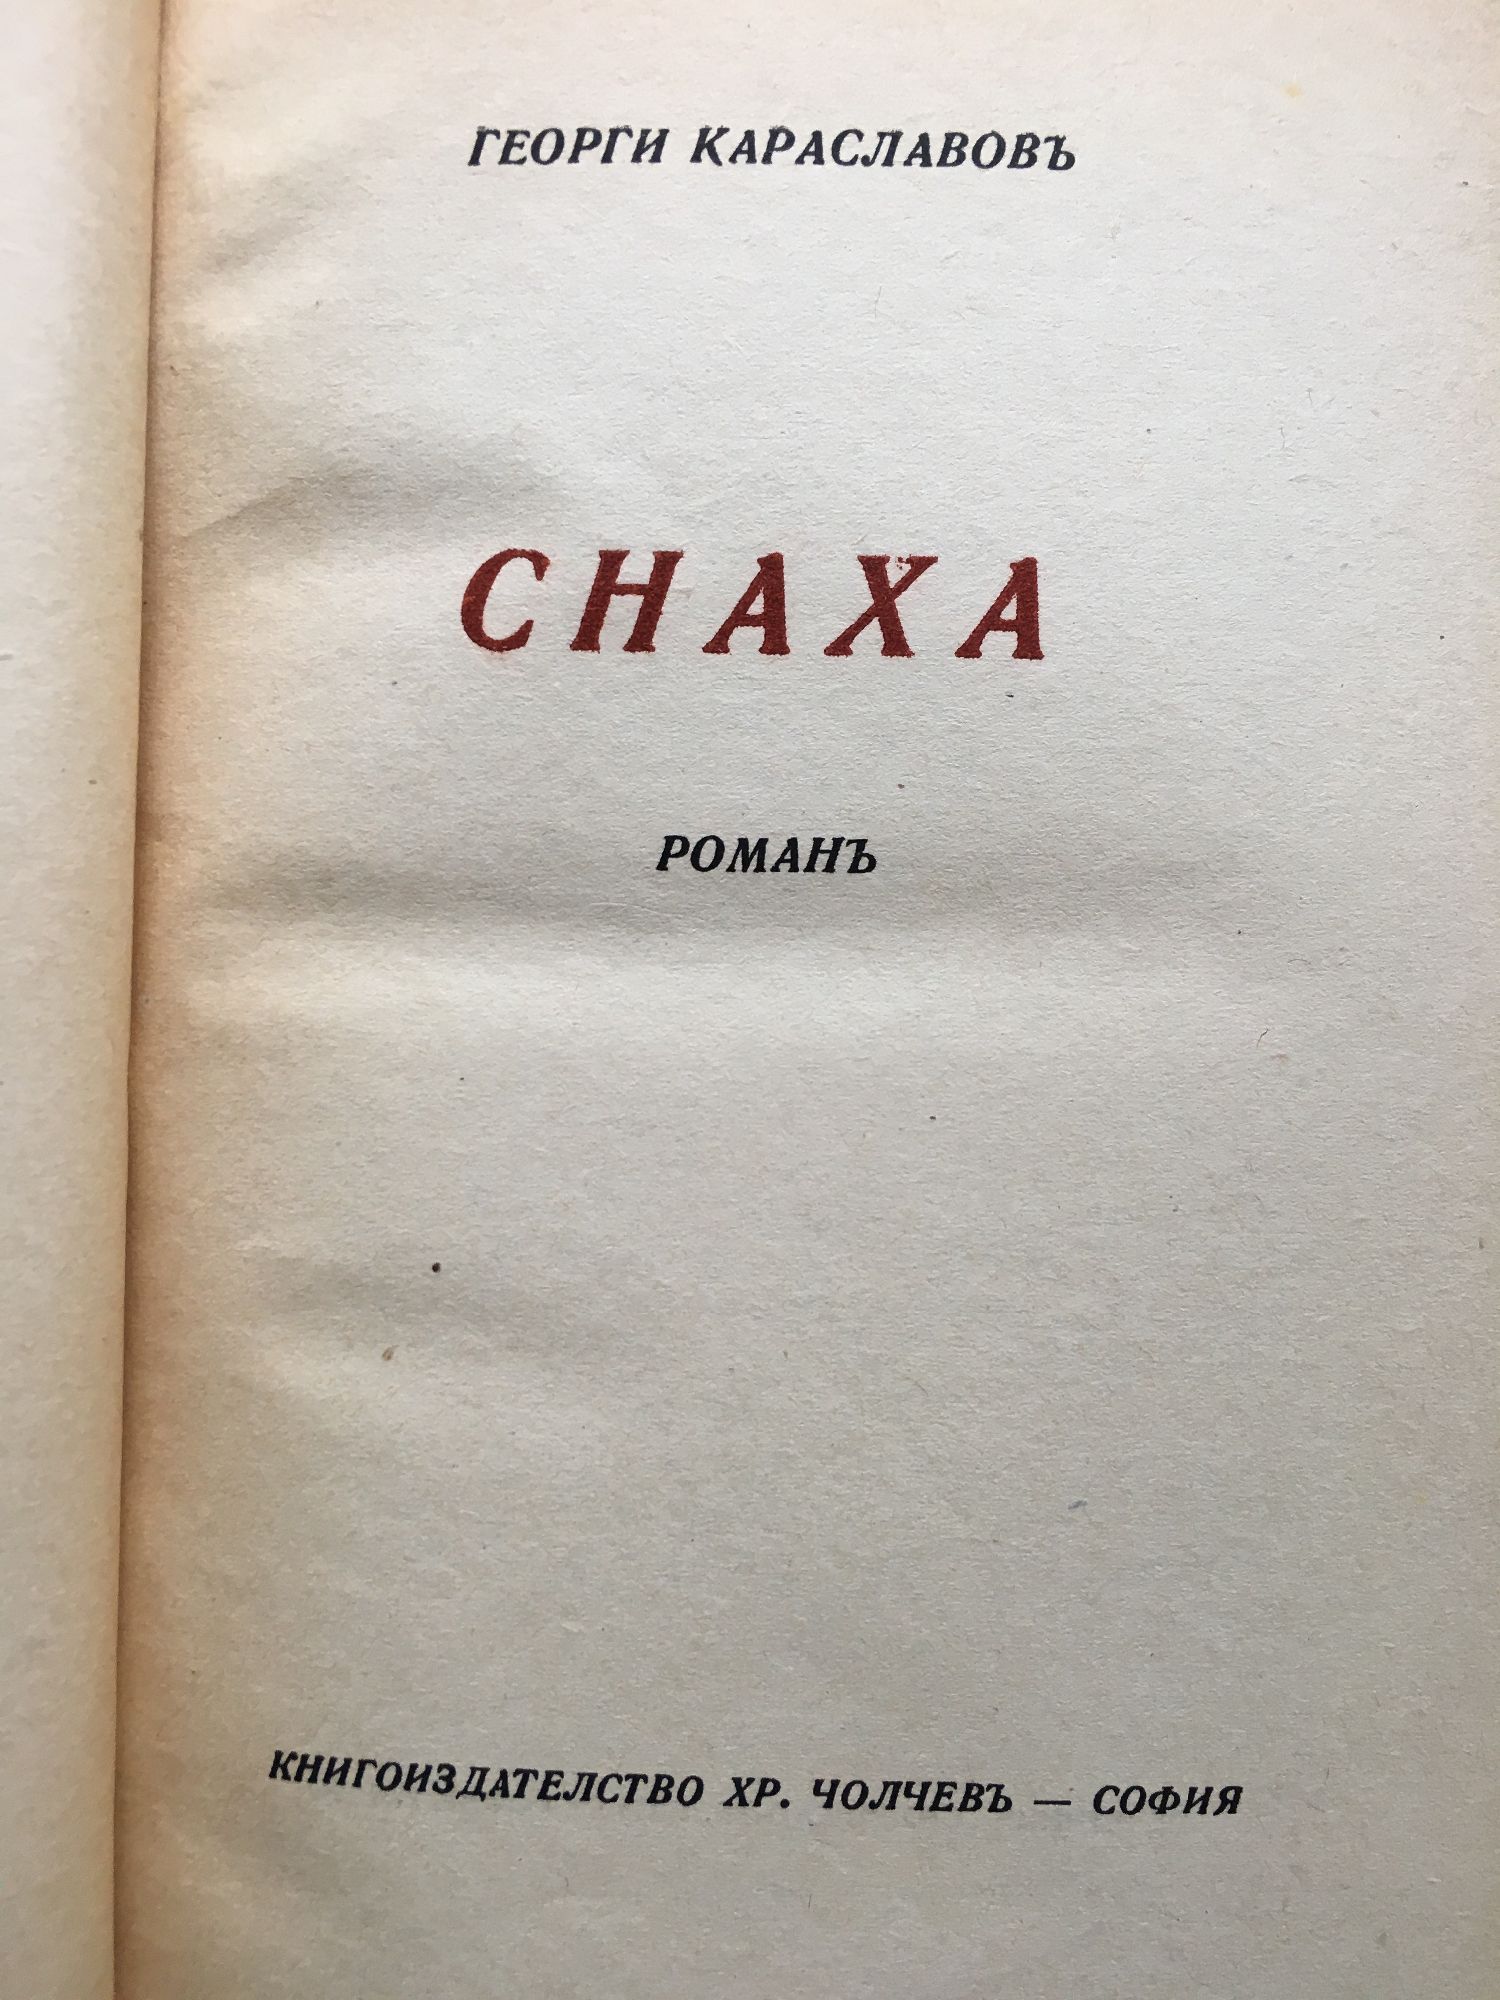 ГЕОРГИ КАРАСЛАВОВЪ
СНАХА
РОМАНЪ
КНИГОИЗДАТЕЛСТВО ХР. ЧОЛЧЕВЪ — СОФИЯ